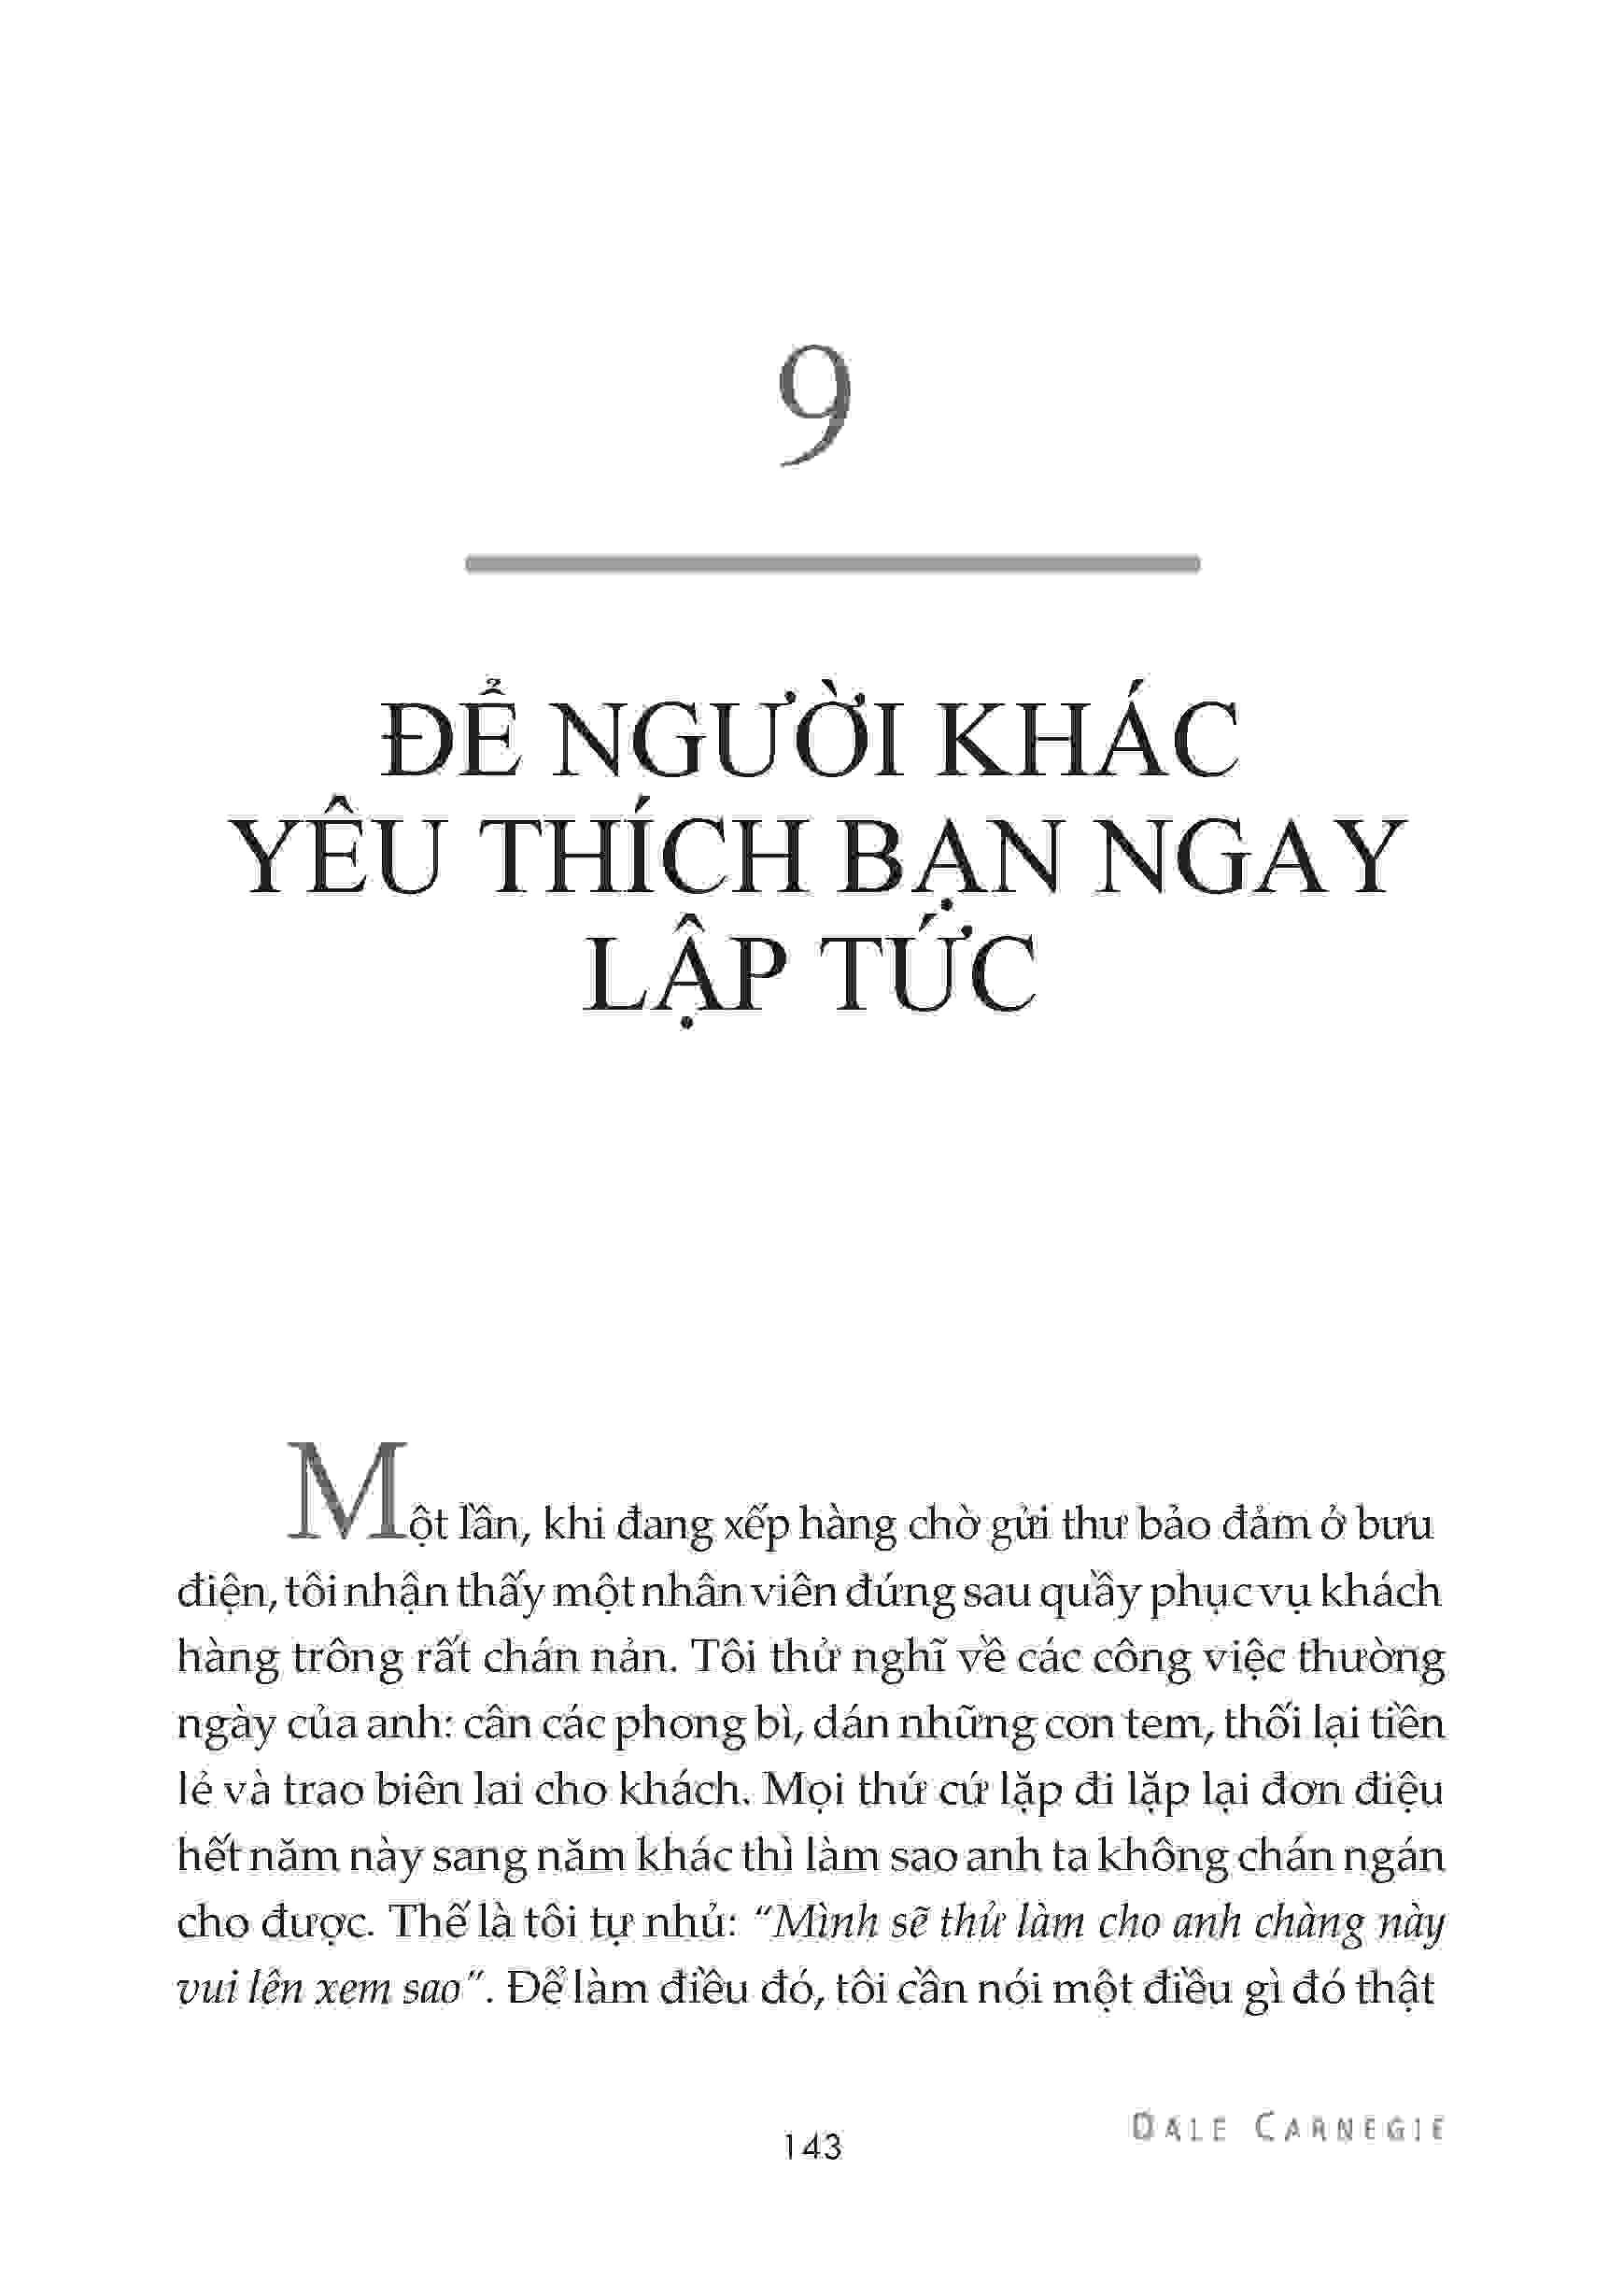 9
ĐỂ NGƯỜI KHÁC
YÊU THÍCH BẠN NGAY
LẬP TỨC
Một lần, khi đang xếp hàng chờ gửi thư bảo đảm ở bưu
điện, tôi nhận thấy một nhân viên đứng sau quầy phục vụ khách
hàng trông rất chán nản. Tôi thử nghĩ về các công việc thường
ngày của anh: cân các phong bì, dán những con tem, thối lại tiền
lẻ và trao biên lai cho khách. Mọi thứ cứ lặp đi lặp lại đơn điệu
hết năm này sang năm khác thì làm sao anh ta không chán ngán
cho được. Thế là tôi tự nhủ: “Mình sẽ thử làm cho anh chàng này
vui lên xem sao”. Để làm điều đó, tôi cần nói một điều gì đó thật
143
DALE CARNEGIE